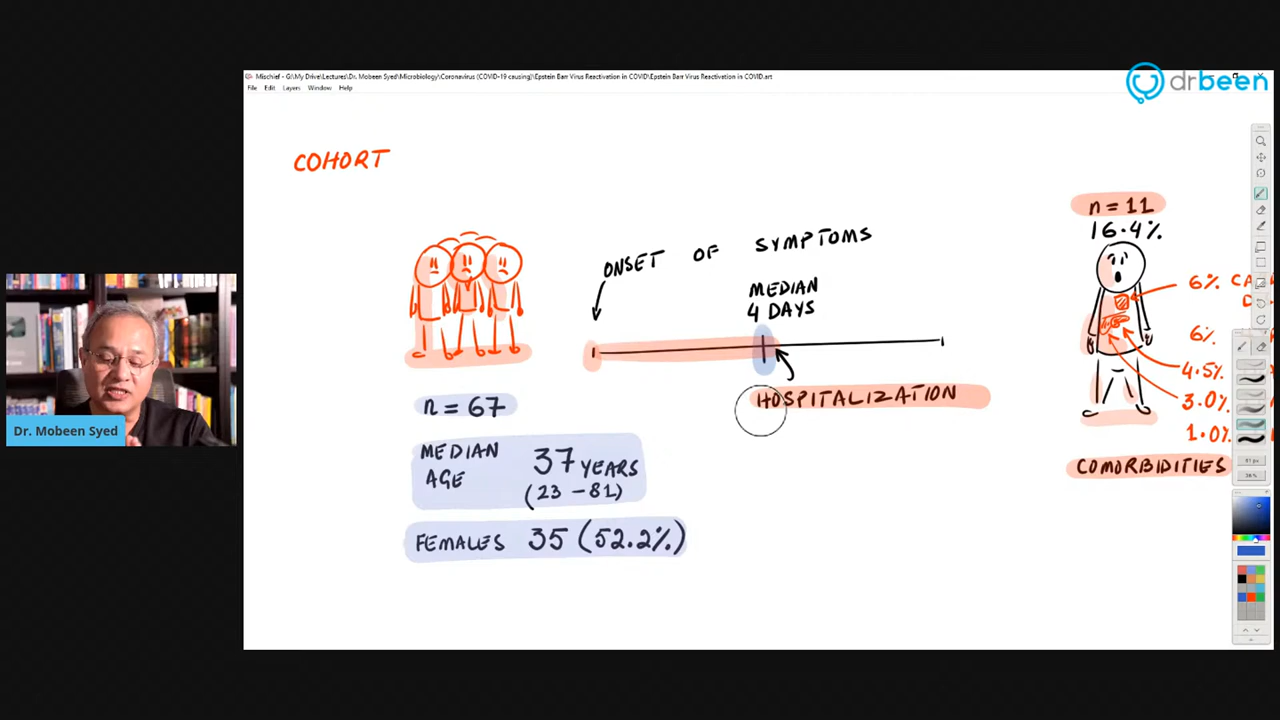 Mischief - G:\My Drive\Lectures\Dr. Mobeen Syed\Microbiology\Coronavirus (COVID-19 causing)\Epstein Barr Virus Reactivation in COVID\Epstein Barr Virus Reactivation in COVID.art
File Edit Layers Window Help
drbeen
COHORT
ONSET OF SYMPTOMS
MEDIAN
4 DAYS
HOSPITALIZATION
n = 67
MEDIAN
AGE
37 YEARS
(23 - 81)
FEMALES 35 (52.2%)
n = 11
16.4%
6% CA
D
6%
4.5%
3.0%
1.0%
COMORBIDITIES
Dr. Mobeen Syed